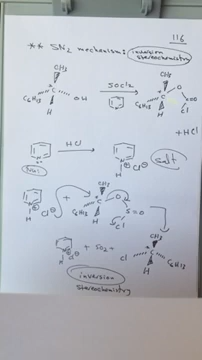 116
** SN2 mechanism: inversion stereochemistry
CH3
SOCl2
CH3
O
C6H13
C
OH
C6H13
C
Cl
H
H
N
+ HCl
N
HCl
N
H
Cl
salt
CH3
N
H
Cl
+
C
O
S=O
C6H13
H
Cl
N
H
Cl
+ SO2 +
CH3
Cl
C
C6H13
H
inversion
stereochemistry